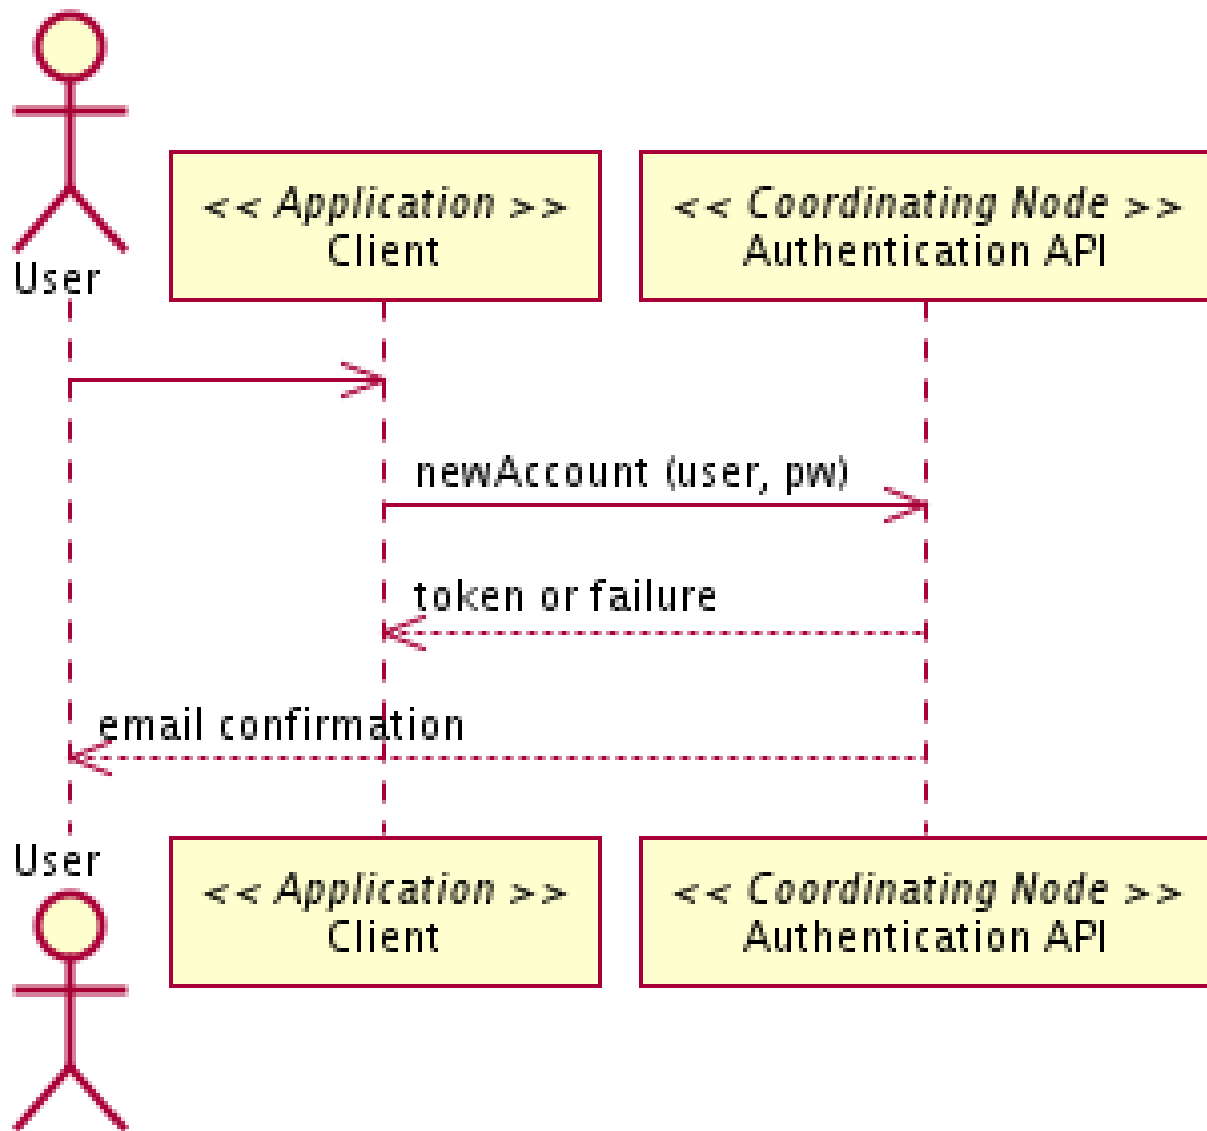 User
<< Application >>
Client
<< Coordinating Node >>
Authentication API
newAccount (user, pw)
token or failure
email confirmation
User
<< Application >>
Client
<< Coordinating Node >>
Authentication API